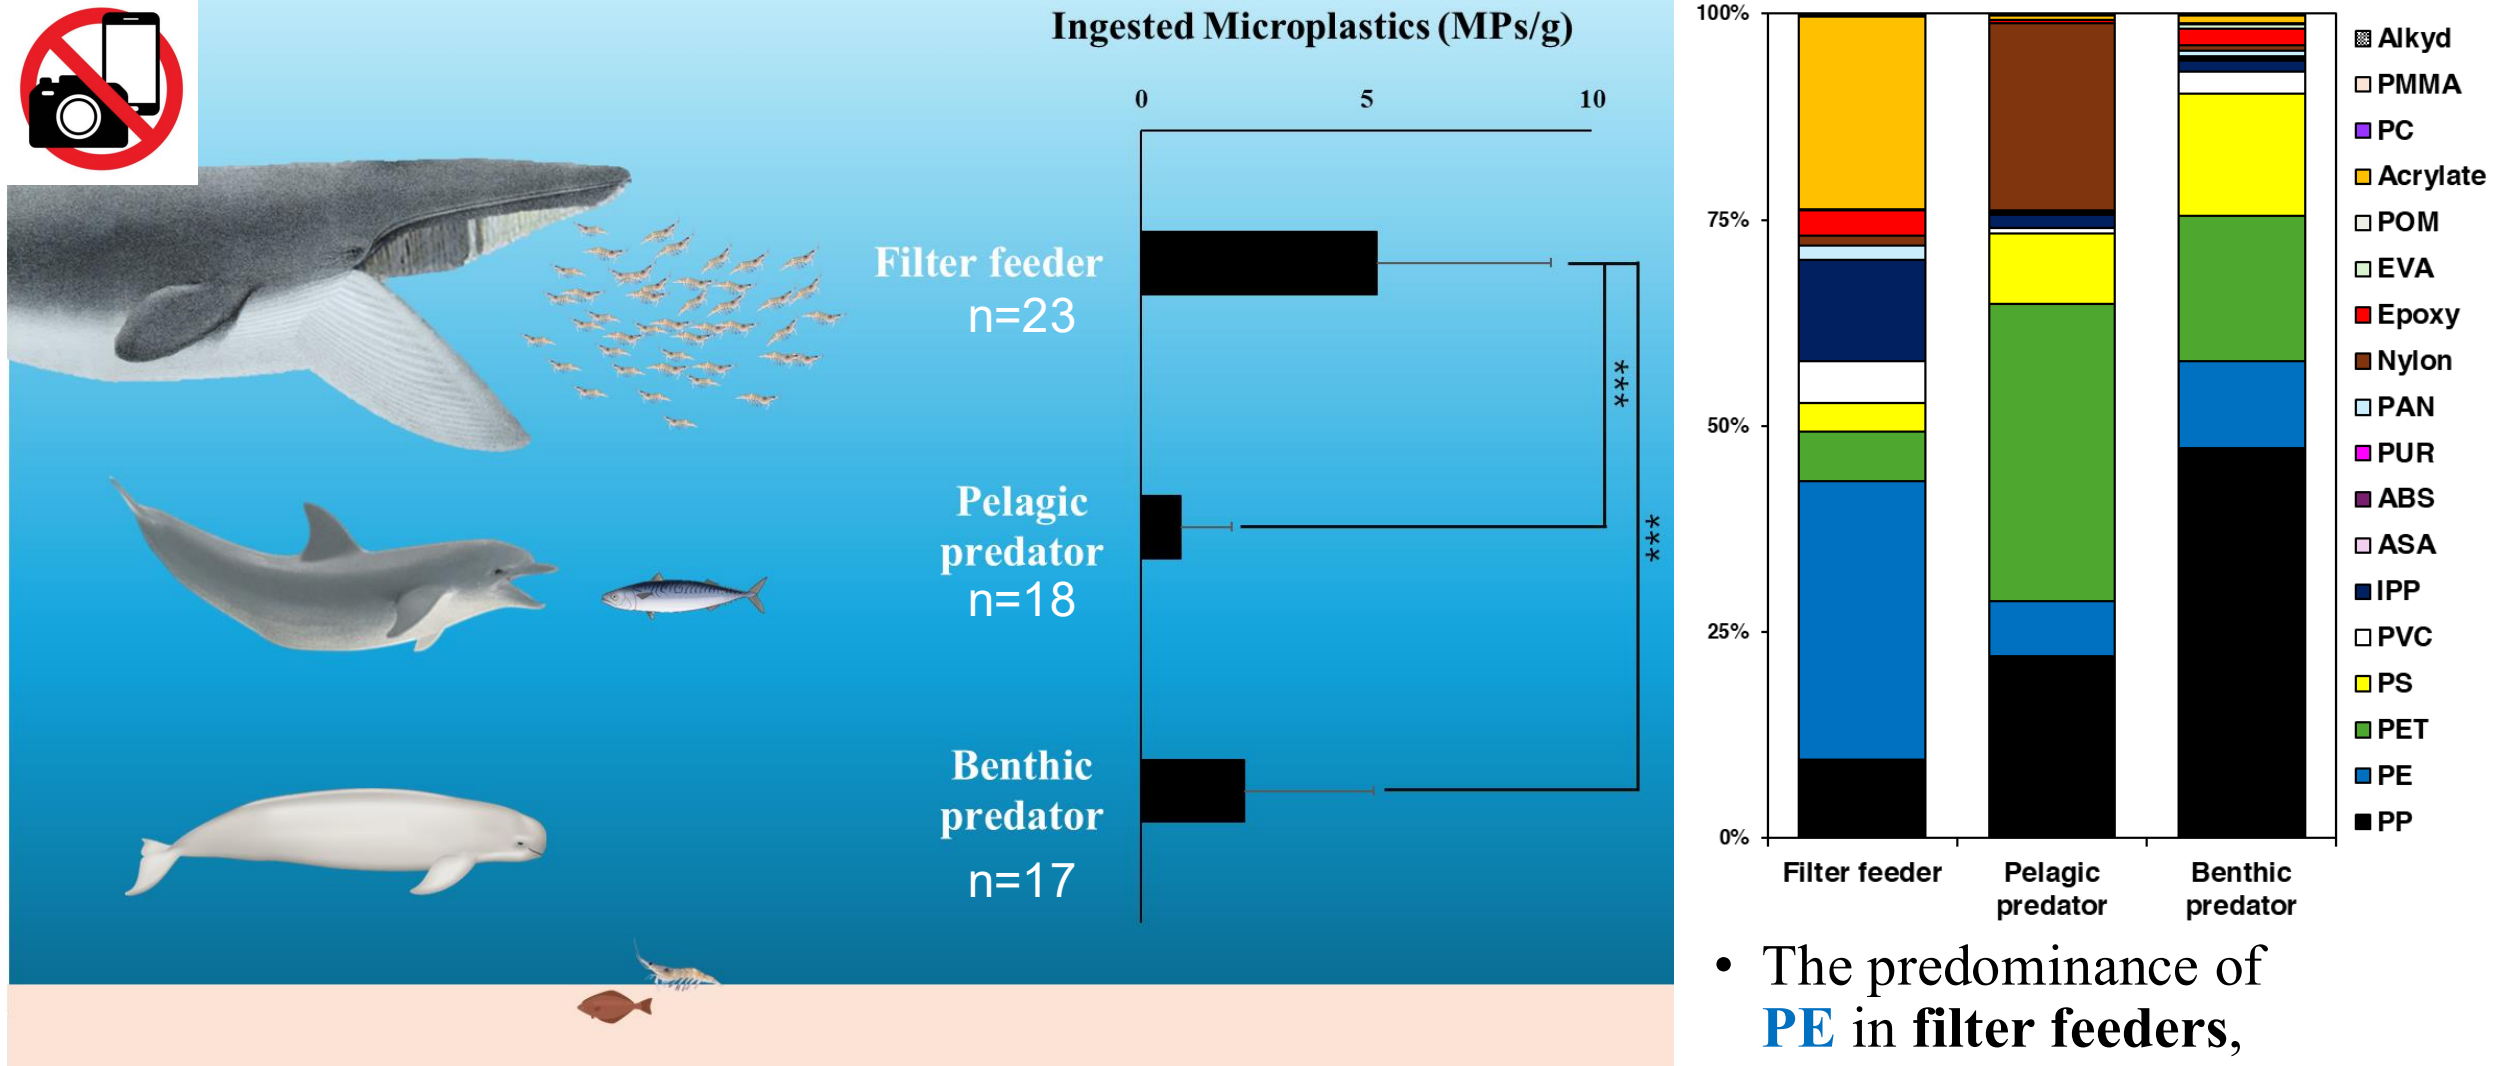 Ingested Microplastics (MPs/g)
0 5 10
Filter feeder
n=23
***
Pelagic
predator
n=18
***
Benthic
predator
n=17
100%
75%
50%
25%
0%
Filter feeder
Pelagic
predator
Benthic
predator
Alkyd
PMMA
PC
Acrylate
POM
EVA
Epoxy
Nylon
PAN
PUR
ABS
ASA
IPP
PVC
PS
PET
PE
PP
• The predominance of
PE in filter feeders,